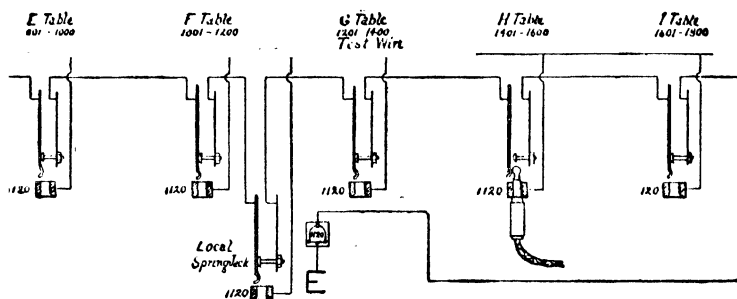 E Table
801-1000
F Table
1001-1200
G Table
1201-1400
Test Wire
H Table
1401-1600
I Table
1601-1800
1120
1120
1120
1120
1120
1120
Local
Springjack
1120
E